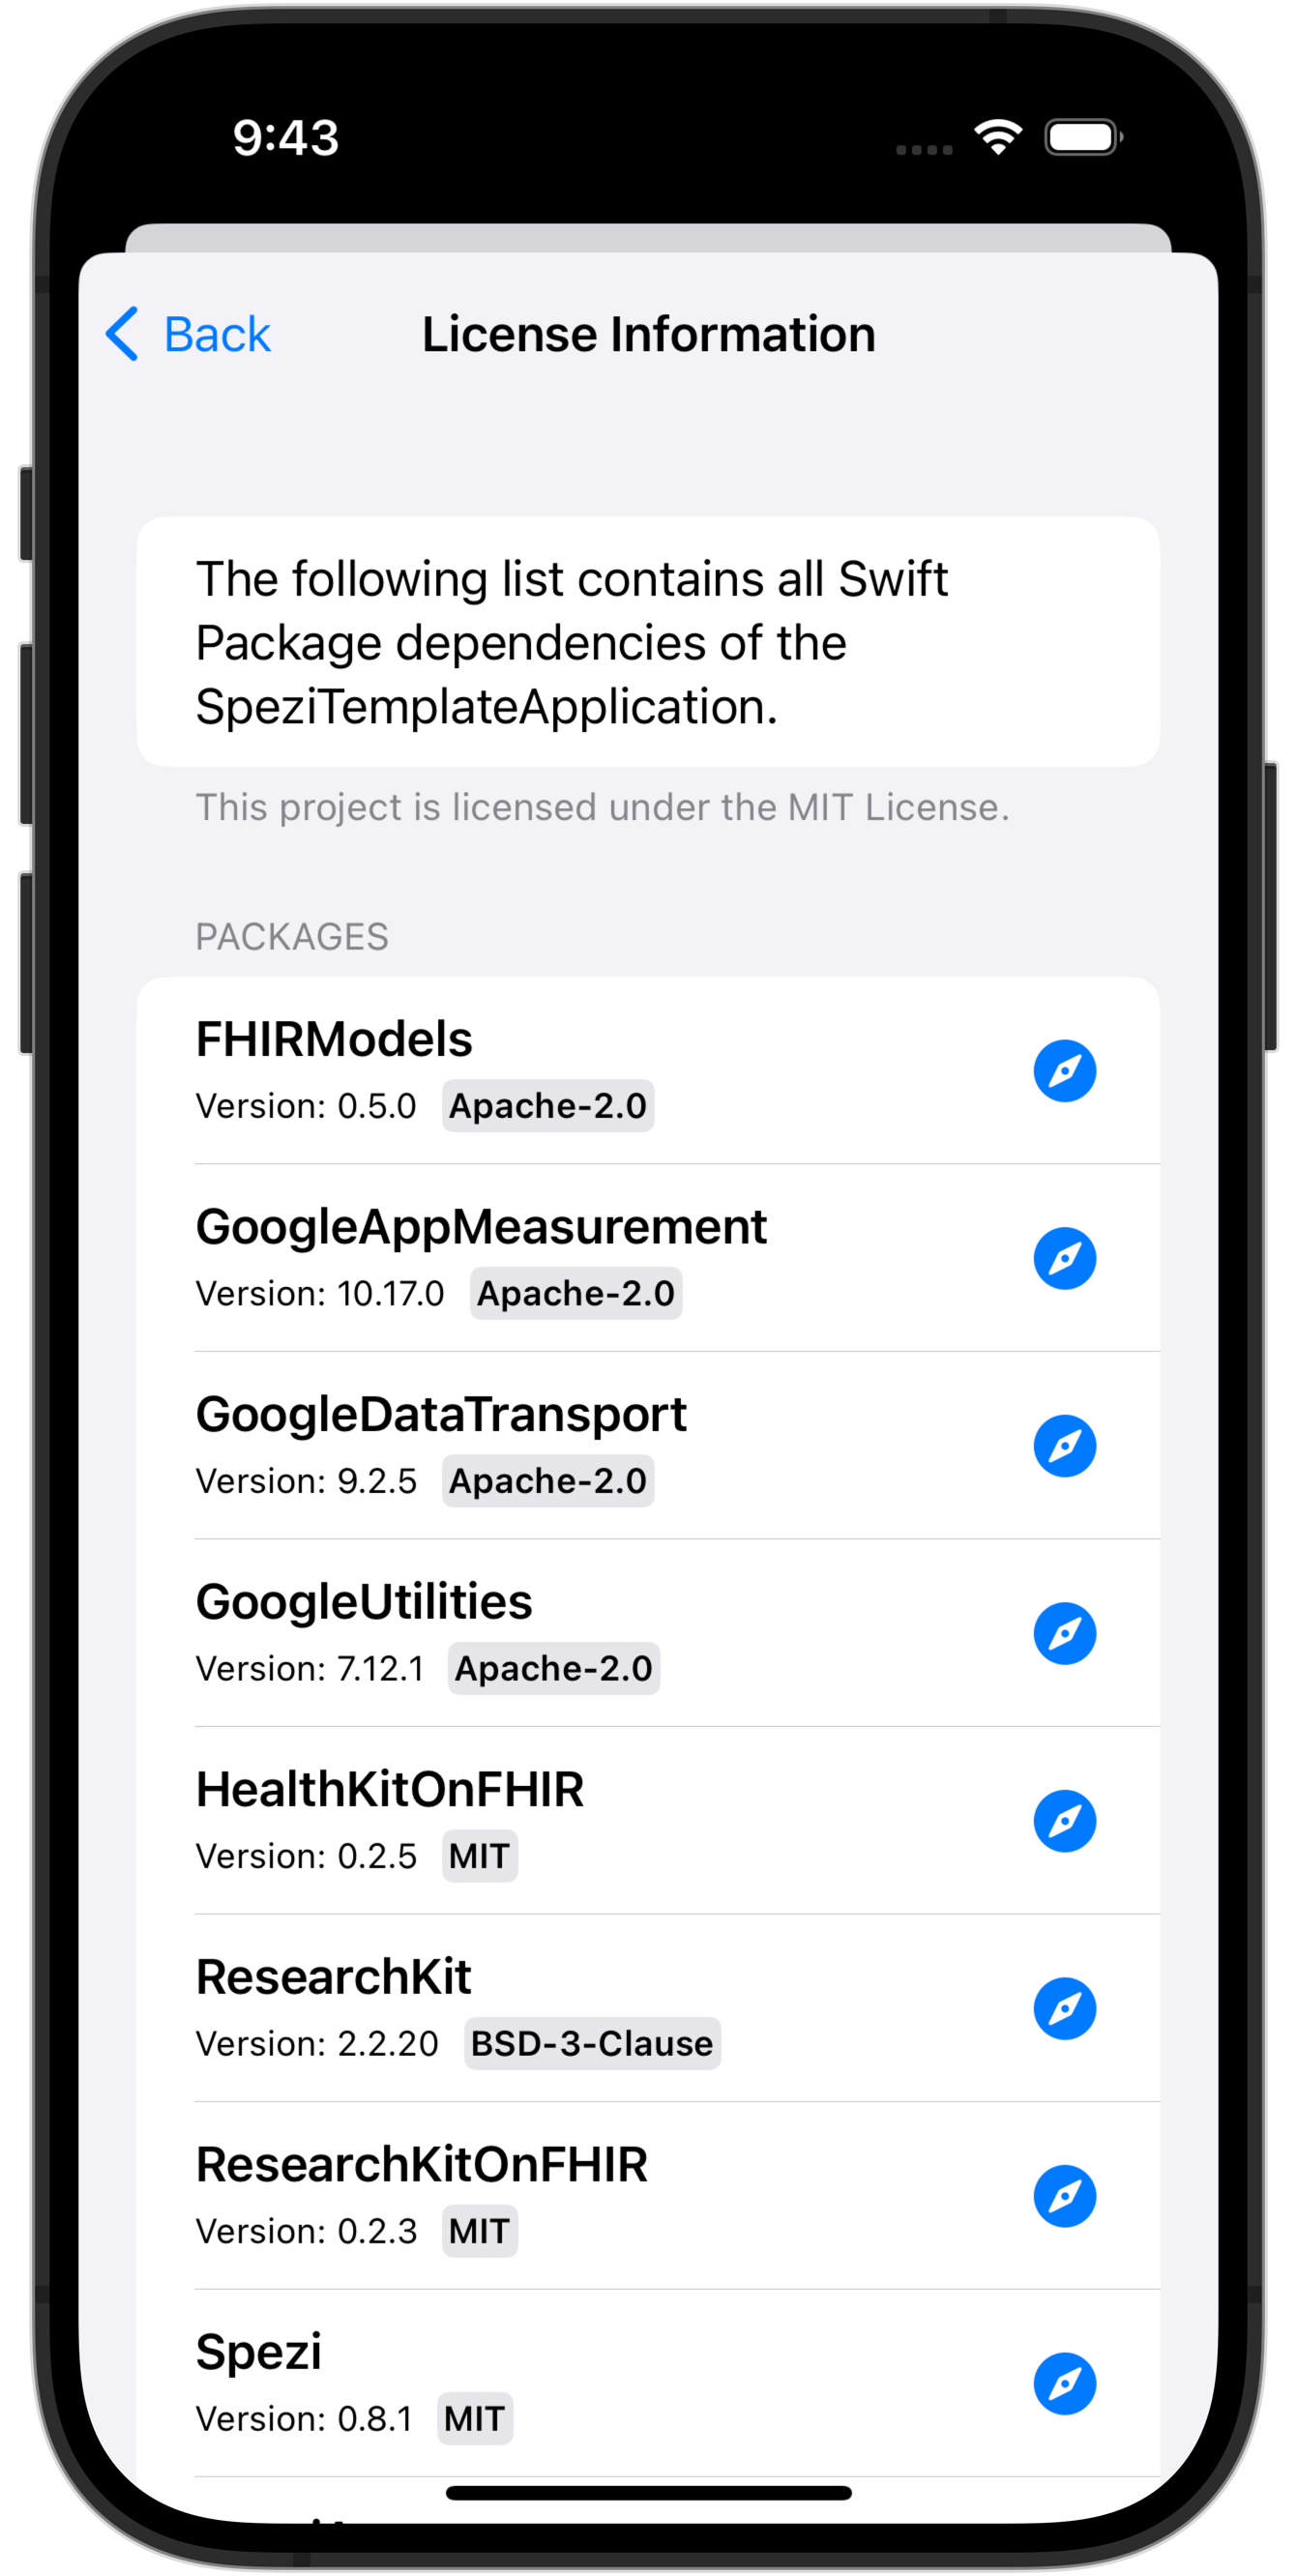 9:43
Back
License Information
The following list contains all Swift
Package dependencies of the
SpeziTemplateApplication.
This project is licensed under the MIT License.
PACKAGES
FHIRModels
Version: 0.5.0 Apache-2.0
GoogleAppMeasurement
Version: 10.17.0 Apache-2.0
GoogleDataTransport
Version: 9.2.5 Apache-2.0
GoogleUtilities
Version: 7.12.1 Apache-2.0
HealthKitOnFHIR
Version: 0.2.5 MIT
ResearchKit
Version: 2.2.20 BSD-3-Clause
ResearchKitOnFHIR
Version: 0.2.3 MIT
Spezi
Version: 0.8.1 MIT